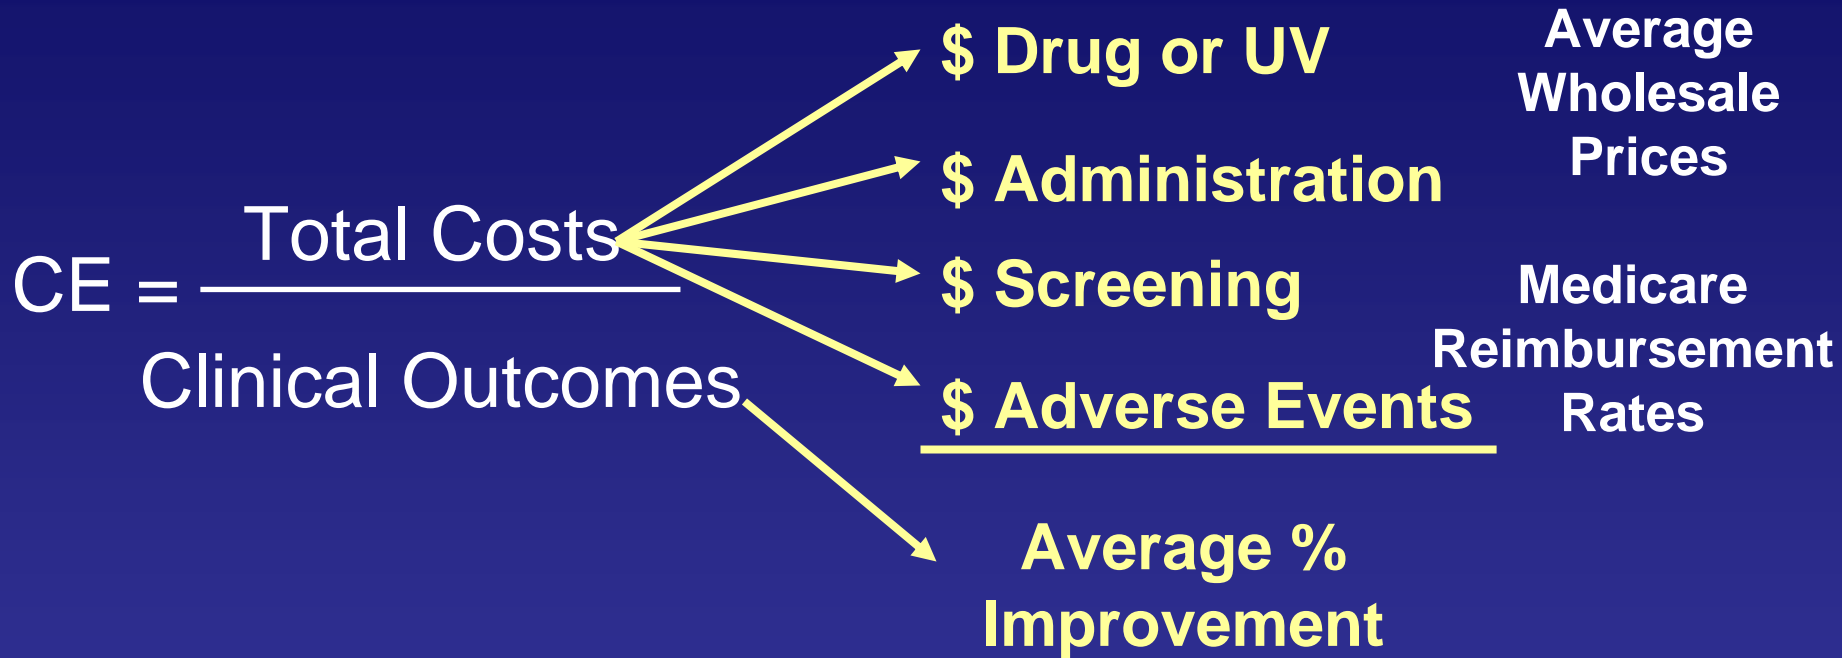 CE =
Total Costs
Clinical Outcomes
$ Drug or UV
$ Administration
$ Screening
$ Adverse Events
Average %
Improvement
Average
Wholesale
Prices
Medicare
Reimbursement
Rates